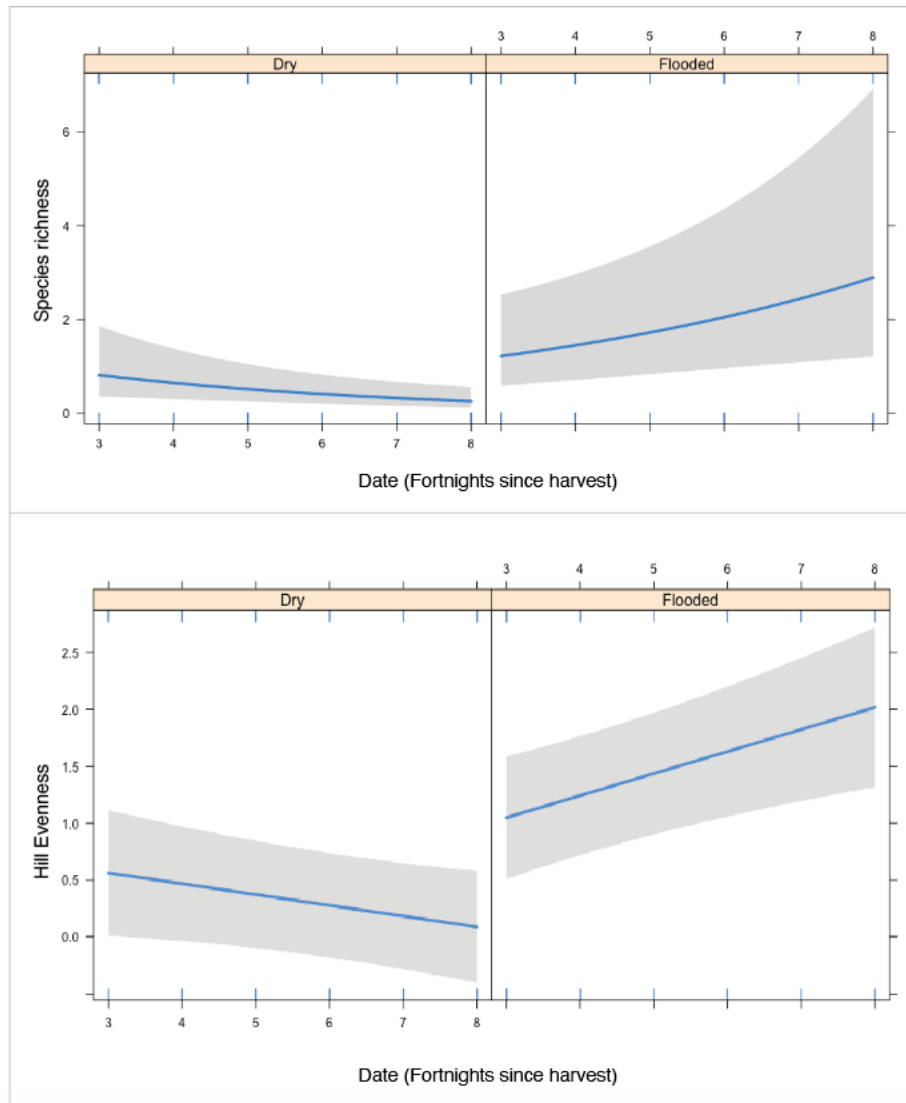 3 4 5 6 7 8
Dry Flooded
6
4
2
0
Species richness
3 4 5 6 7 8
Date (Fortnights since harvest)
3 4 5 6 7 8
Dry Flooded
2.5
2.0
1.5
1.0
0.5
0.0
Hill Evenness
3 4 5 6 7 8
Date (Fortnights since harvest)